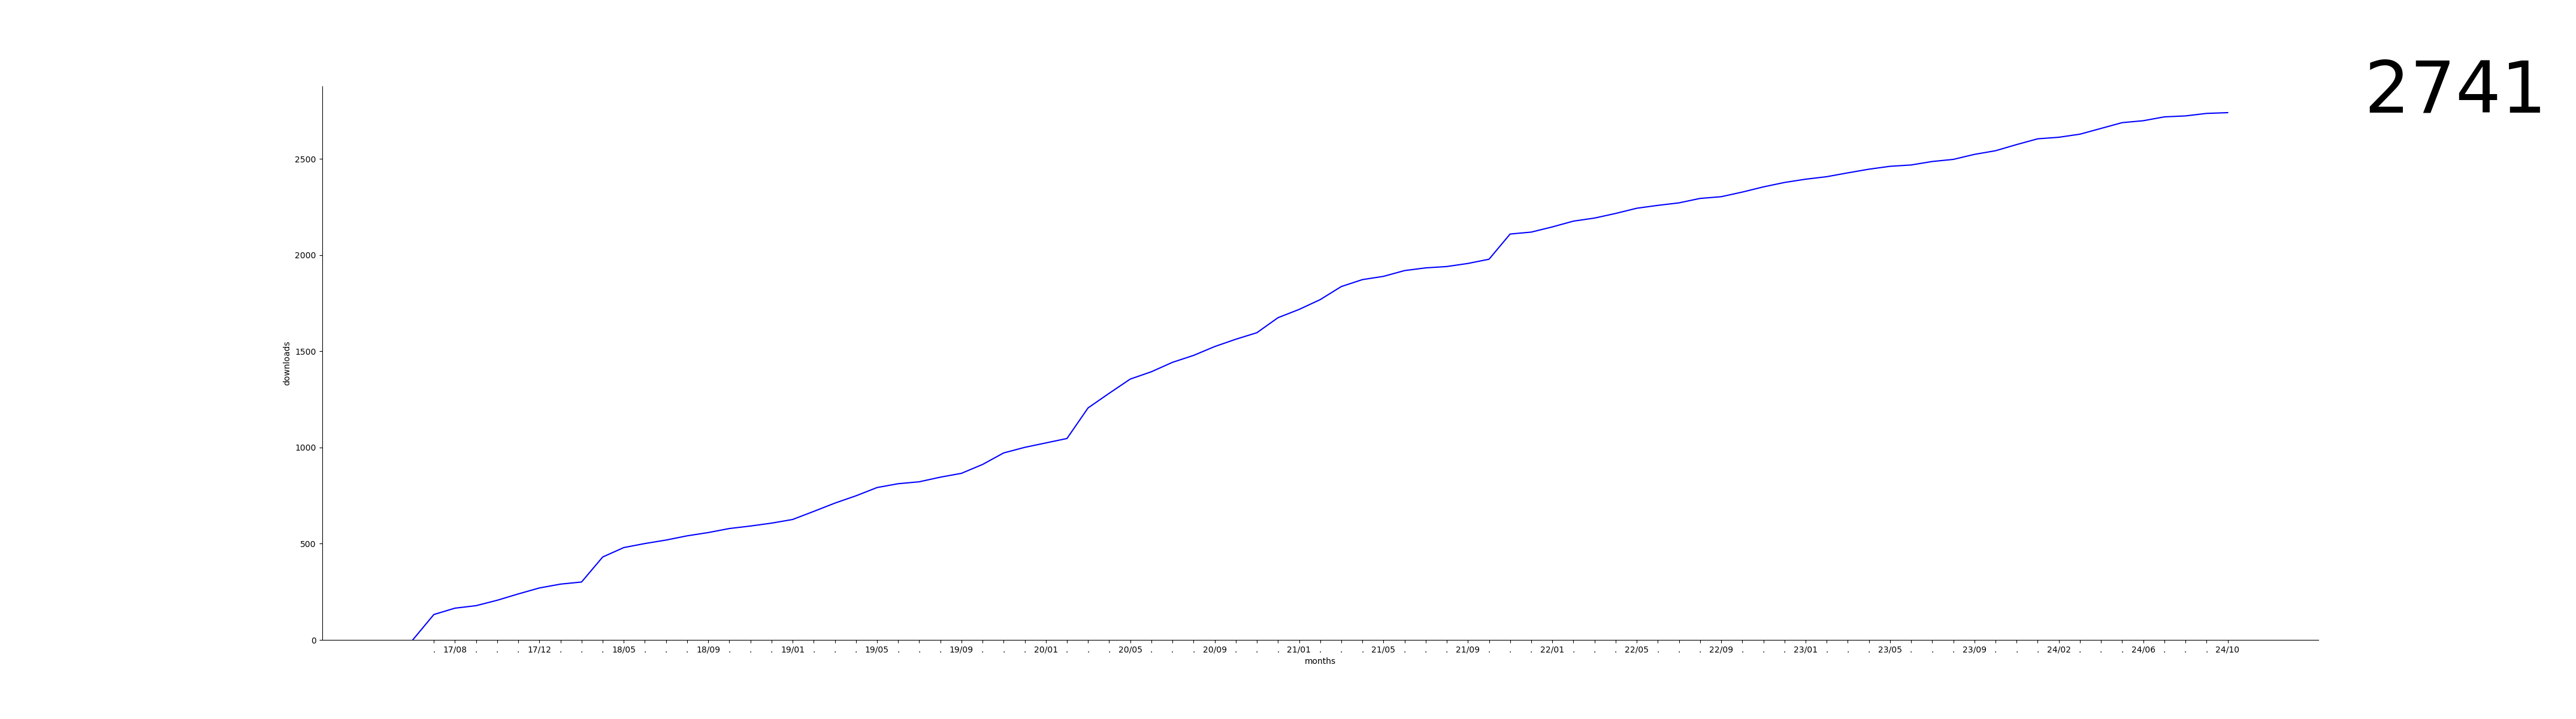 2741
2500
2000
1500
1000
500
0
downloads
. 17/08 . . . 17/12 . . . 18/05 . . . 18/09 . . . 19/01 . . . 19/05 . . . 19/09 . . . 20/01 . . . 20/05 . . . 20/09 . . . 21/01 . . . 21/05 . . . 21/09 . . . 22/01 . . . 22/05 . . . 22/09 . . . 23/01 . . . 23/05 . . . 23/09 . . . 24/02 . . . 24/06 . . . 24/10
months